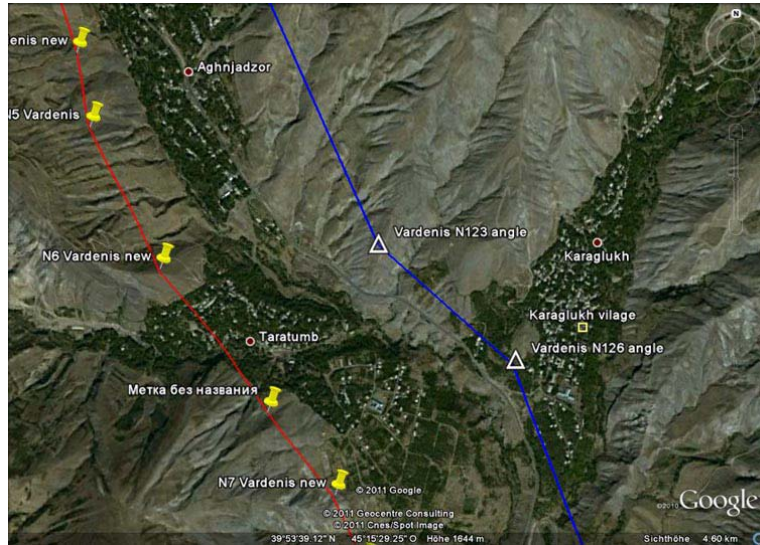 N
denis new
Aghnjadzor
N5 Vardenis
Vardenis N123 angle
Karaglukh
N6 Vardenis new
Karaglukh vilage
Taratumb
Vardenis N126 angle
Метка без названия
N7 Vardenis new
© 2011 Google
©2010 Google
© 2011 Geocentre Consulting
© 2011 Cnes/Spot Image
39°53'39.12" N 45°15'29.25" O Höhe 1644 m Sichthöhe 4.60 km